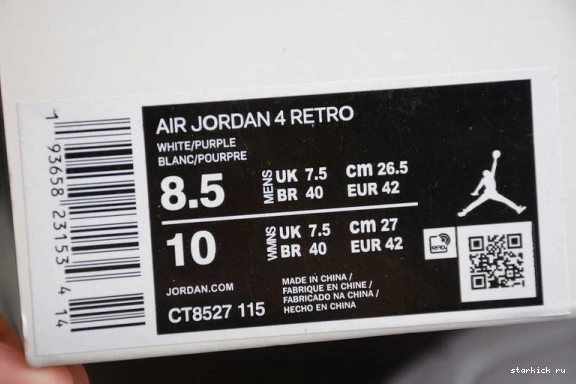 AIR JORDAN 4 RETRO
WHITE/PURPLE
BLANC/POURPRE
8.5 MENS UK 7.5 cm 26.5
BR 40 EUR 42
10 WMNS UK 7.5 cm 27
BR 40 EUR 42
JORDAN.COM
CT8527 115
MADE IN CHINA /
FABRIQUE EN CHINE /
FABRICADO NA CHINA /
HECHO EN CHINA
1 93658 23153 4 14
starkick ru